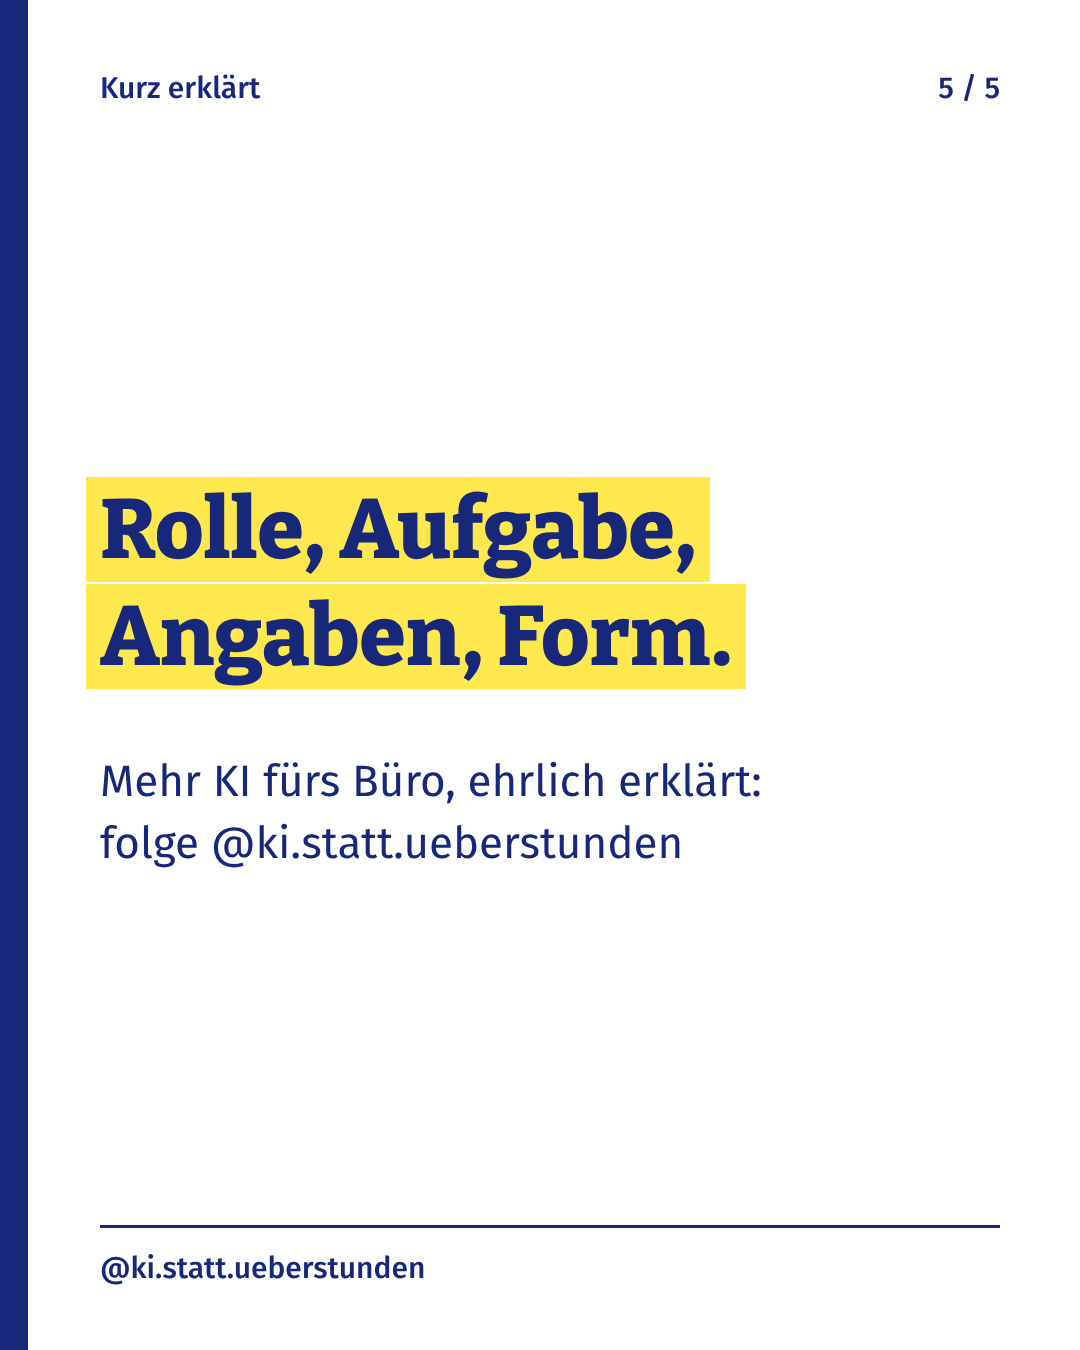 Kurz erklärt
5 / 5
Rolle, Aufgabe,
Angaben, Form.
Mehr KI fürs Büro, ehrlich erklärt:
folge @ki.statt.ueberstunden
@ki.statt.ueberstunden